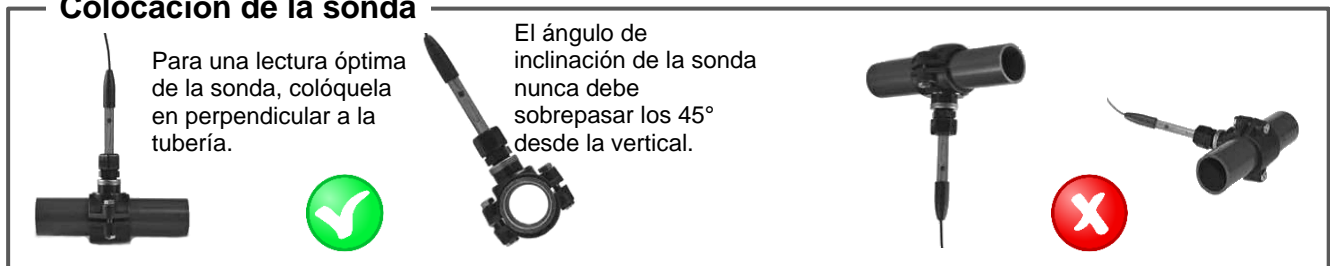 Colocación de la sonda
Para una lectura óptima
de la sonda, colóquela
en perpendicular a la
tubería.
El ángulo de
inclinación de la sonda
nunca debe
sobrepasar los 45°
desde la vertical.